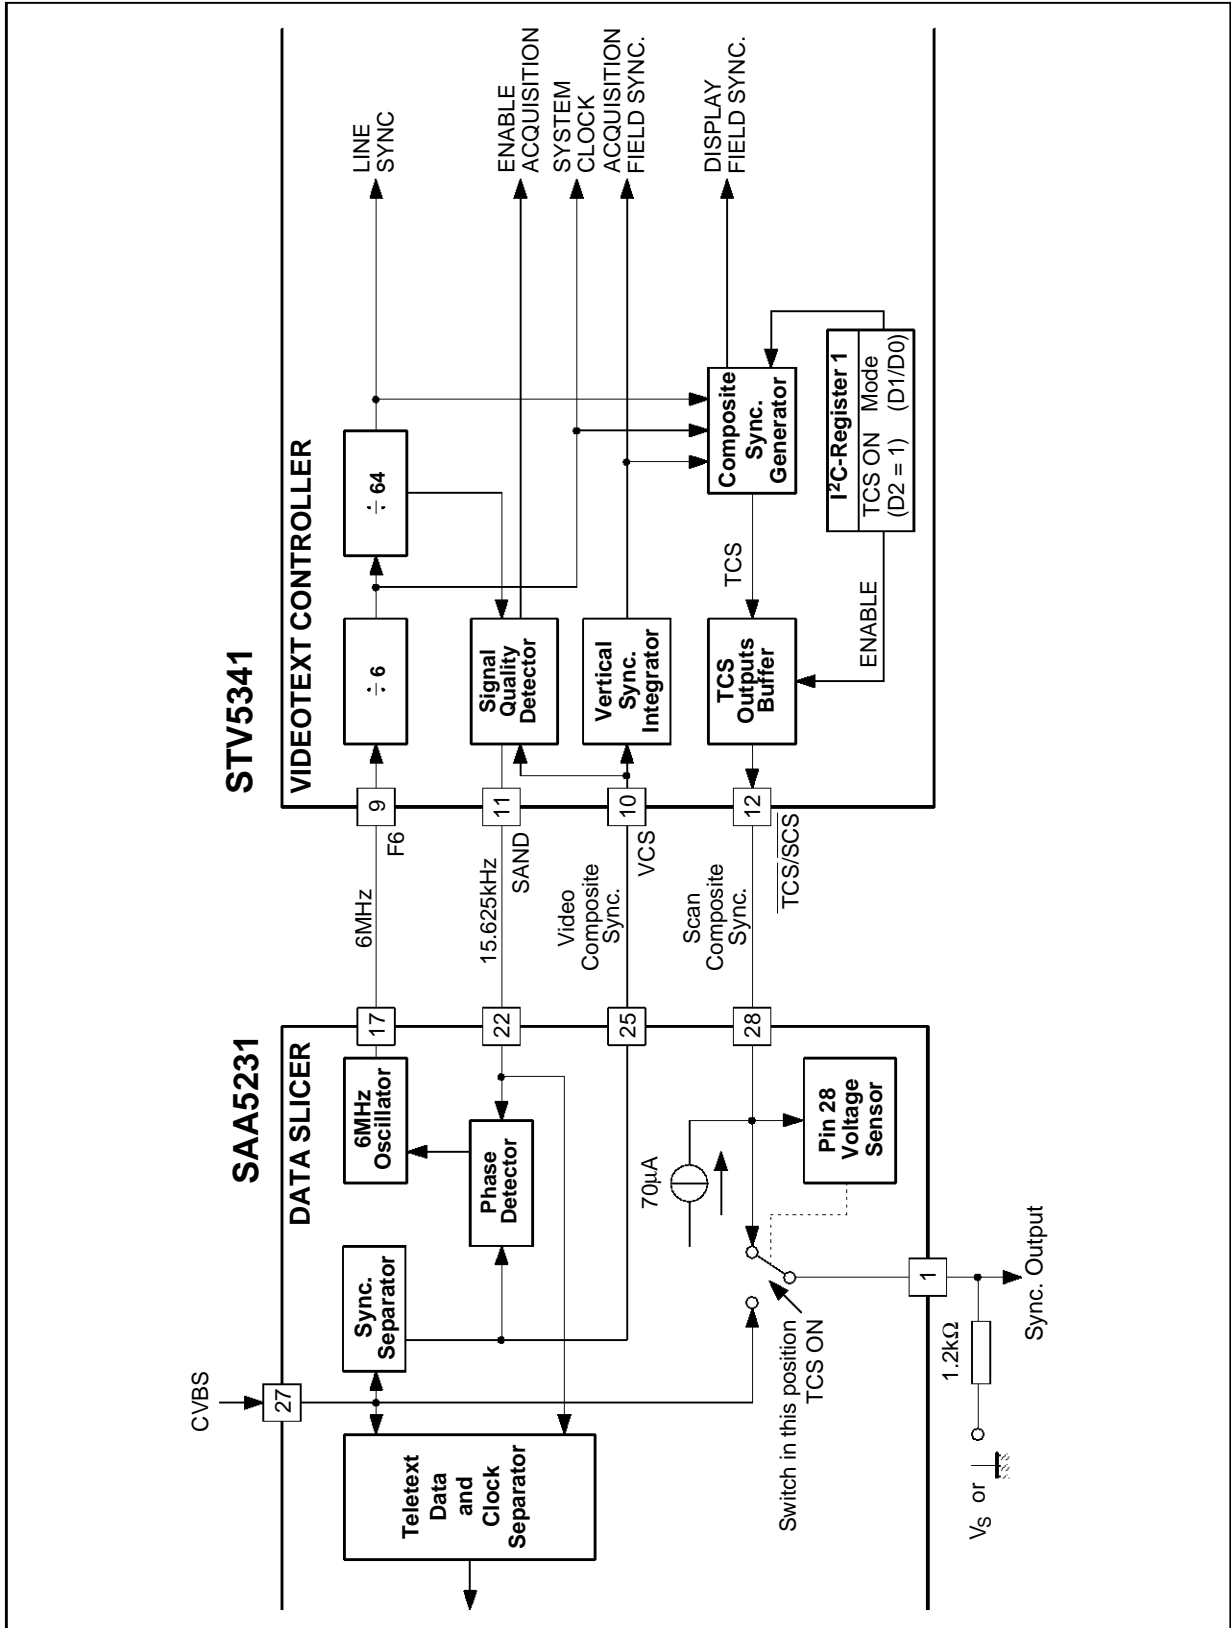 SAA5231
DATA SLICER
STV5341
VIDEOTEXT CONTROLLER
CVBS
27
Teletext
Data
and
Clock
Separator
Sync.
Separator
Phase
Detector
6MHz
Oscillator
17
22
25
28
6MHz
15.625kHz
Video
Composite
Sync.
Scan
Composite
Sync.
F6
SAND
VCS
TCS/SCS
9
11
10
12
÷ 6
÷ 64
Signal
Quality
Detector
Vertical
Sync.
Integrator
TCS
Outputs
Buffer
TCS
Composite
Sync.
Generator
ENABLE
I²C-Register 1
TCS ON Mode
(D2 = 1) (D1/D0)
LINE
SYNC
ENABLE
ACQUISITION
SYSTEM
CLOCK
ACQUISITION
FIELD SYNC.
DISPLAY
FIELD SYNC.
70µA
Pin 28
Voltage
Sensor
Switch in this position
TCS ON
1
1.2kΩ
VS or
Sync. Output